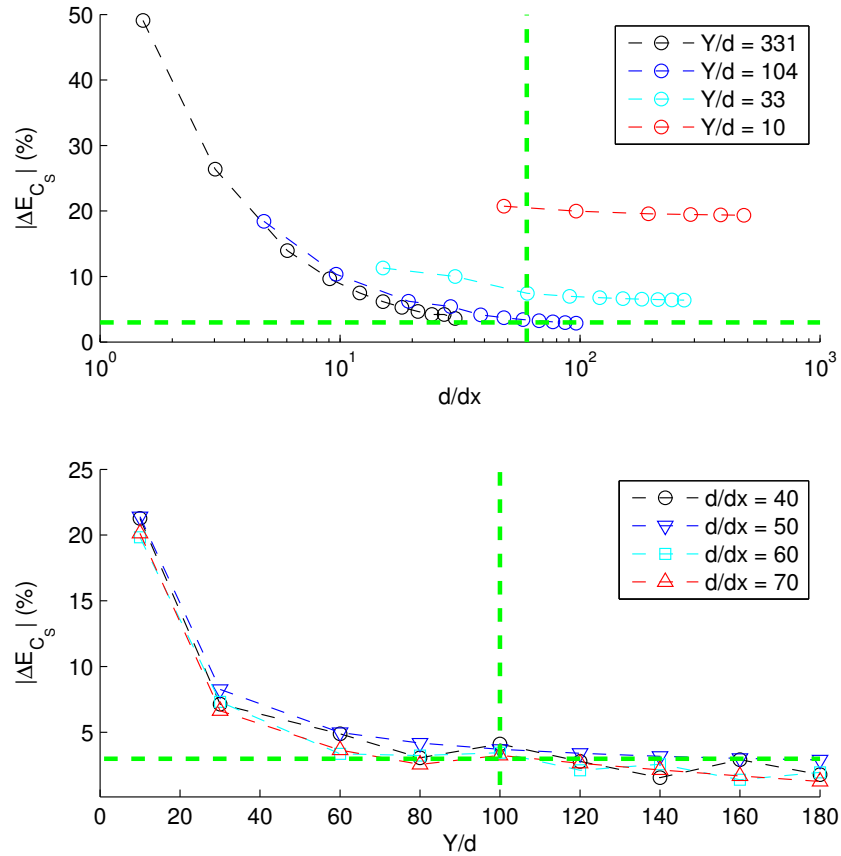 50
40
30
20
10
0
|ΔE_{C_S}| (%)
10^0
10^1
10^2
10^3
d/dx
Y/d = 331
Y/d = 104
Y/d = 33
Y/d = 10
25
20
15
10
5
|ΔE_{C_S}| (%)
0 20 40 60 80 100 120 140 160 180
Y/d
d/dx = 40
d/dx = 50
d/dx = 60
d/dx = 70